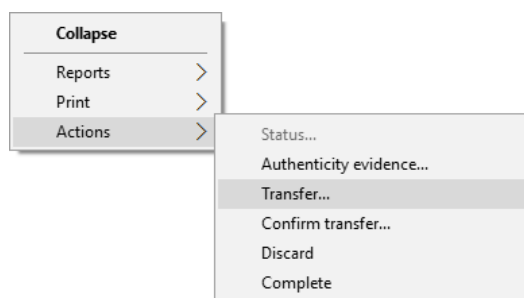 Collapse
Reports
Print
Actions
Status...
Authenticity evidence...
Transfer...
Confirm transfer...
Discard
Complete